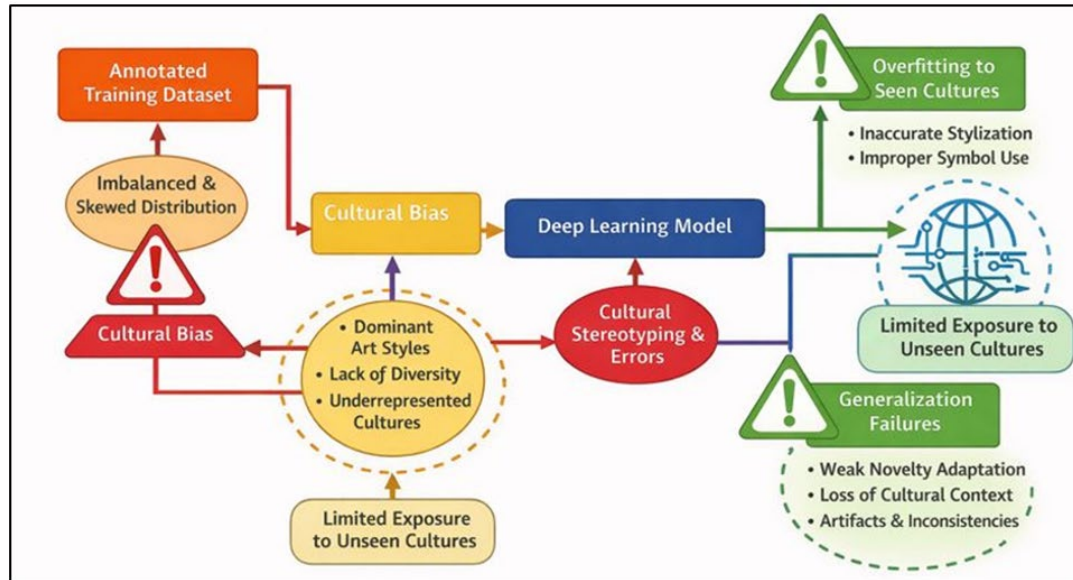 Annotated
Training Dataset
Imbalanced &
Skewed Distribution
Cultural Bias
Cultural Bias
• Dominant
Art Styles
• Lack of Diversity
• Underrepresented
Cultures
Limited Exposure
to Unseen Cultures
Deep Learning Model
Cultural
Stereotyping &
Errors
Overfitting to
Seen Cultures
• Inaccurate Stylization
• Improper Symbol Use
Limited Exposure to
Unseen Cultures
Generalization
Failures
• Weak Novelty Adaptation
• Loss of Cultural Context
• Artifacts & Inconsistencies